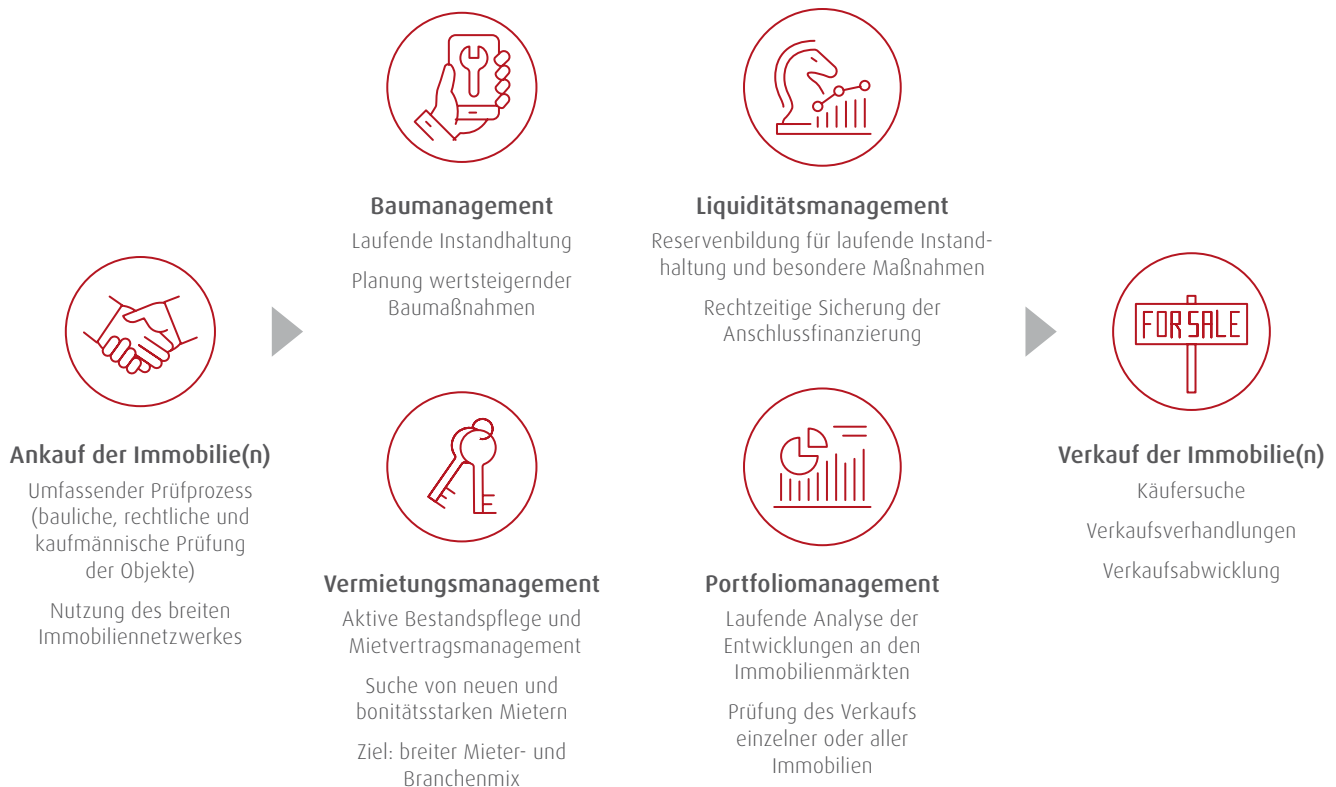 Ankauf der Immobilie(n)
Umfassender Prüfprozess
(bauliche, rechtliche und
kaufmännische Prüfung
der Objekte)
Nutzung des breiten
Immobiliennetzwerkes
Baumanagement
Laufende Instandhaltung
Planung wertsteigernder
Baumaßnahmen
Liquiditätsmanagement
Reservenbildung für laufende Instand-
haltung und besondere Maßnahmen
Rechtzeitige Sicherung der
Anschlussfinanzierung
Vermietungsmanagement
Aktive Bestandspflege und
Mietvertragsmanagement
Suche von neuen und
bonitätsstarken Mietern
Ziel: breiter Mieter- und
Branchenmix
Portfoliomanagement
Laufende Analyse der
Entwicklungen an den
Immobilienmärkten
Prüfung des Verkaufs
einzelner oder aller
Immobilien
FOR SALE
Verkauf der Immobilie(n)
Käufersuche
Verkaufsverhandlungen
Verkaufsabwicklung